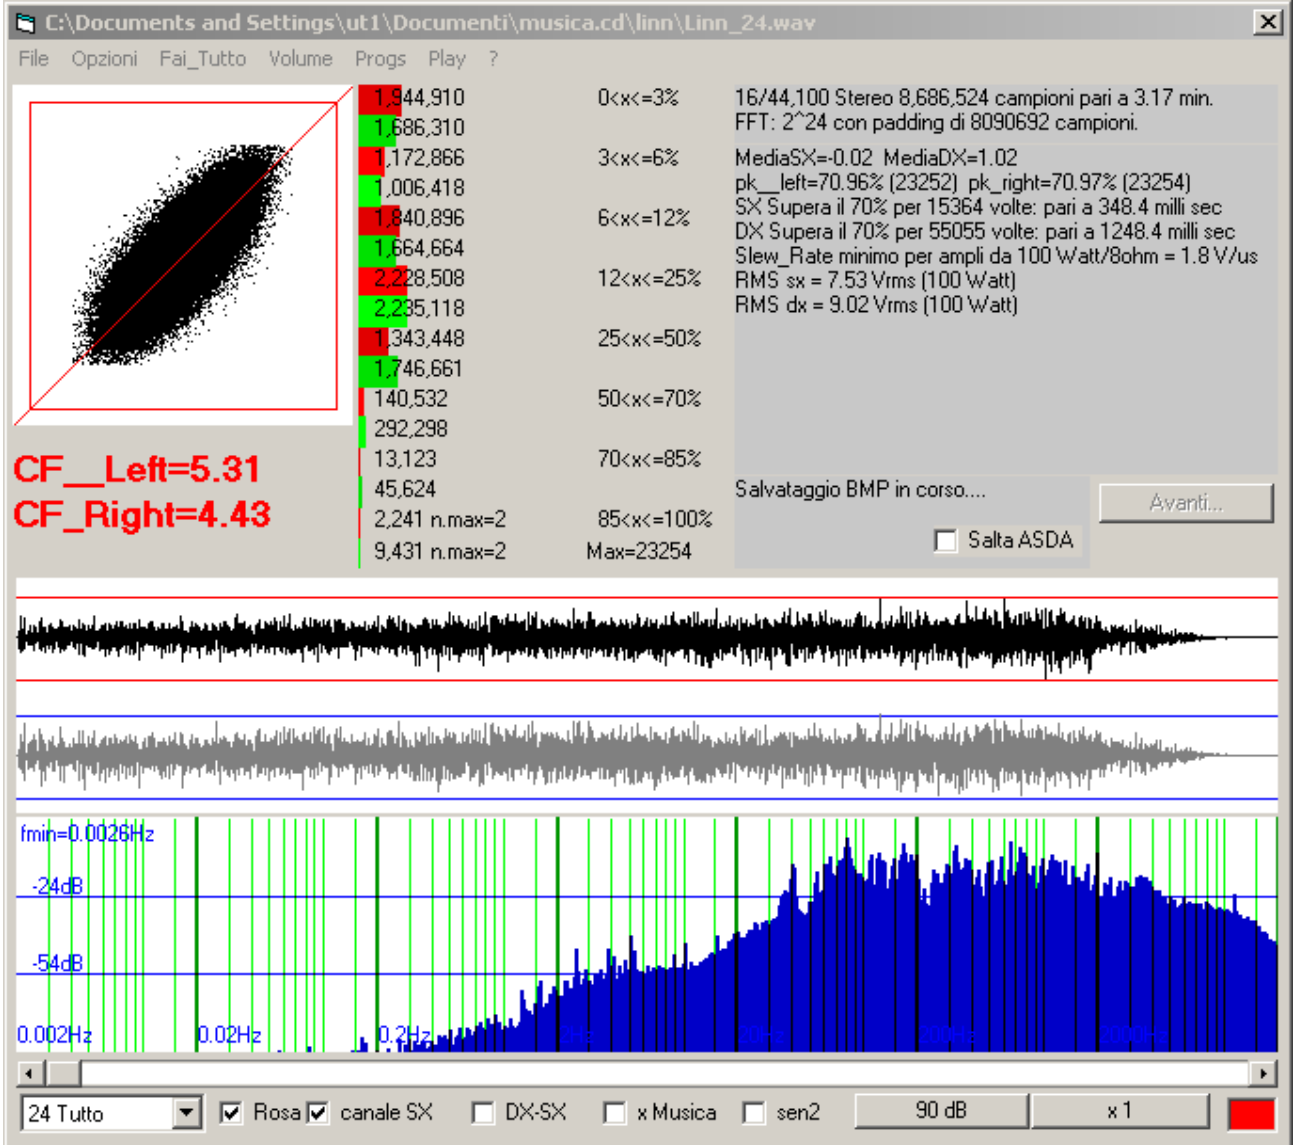 C:\Documents and Settings\ut1\Documenti\musica.cd\linn\Linn_24.wav
File Opzioni Fai_Tutto Volume Progs Play ?
1,944,910 0<x<=3%
1,686,310
1,172,866 3<x<=6%
1,006,418
1,840,896 6<x<=12%
1,664,664
2,228,508 12<x<=25%
2,235,118
1,343,448 25<x<=50%
1,746,661
140,532 50<x<=70%
292,298
13,123 70<x<=85%
45,624
2,241 n.max=2 85<x<=100%
9,431 n.max=2 Max=23254
16/44,100 Stereo 8,686,524 campioni pari a 3.17 min.
FFT: 2^24 con padding di 8090692 campioni.
MediaSX=-0.02 MediaDX=1.02
pk__left=70.96% (23252) pk_right=70.97% (23254)
SX Supera il 70% per 15364 volte: pari a 348.4 milli sec
DX Supera il 70% per 55055 volte: pari a 1248.4 milli sec
Slew_Rate minimo per ampli da 100 Watt/8ohm = 1.8 V/us
RMS sx = 7.53 Vrms (100 Watt)
RMS dx = 9.02 Vrms (100 Watt)
CF__Left=5.31
CF_Right=4.43
Salvataggio BMP in corso....
Avanti...
Salta ASDA
fmin=0.0026Hz
-24dB
-54dB
0.002Hz 0.02Hz 0.2Hz 2Hz 20Hz 200Hz 2000Hz
24 Tutto Rosa canale SX DX-SX x Musica sen2 90 dB x 1